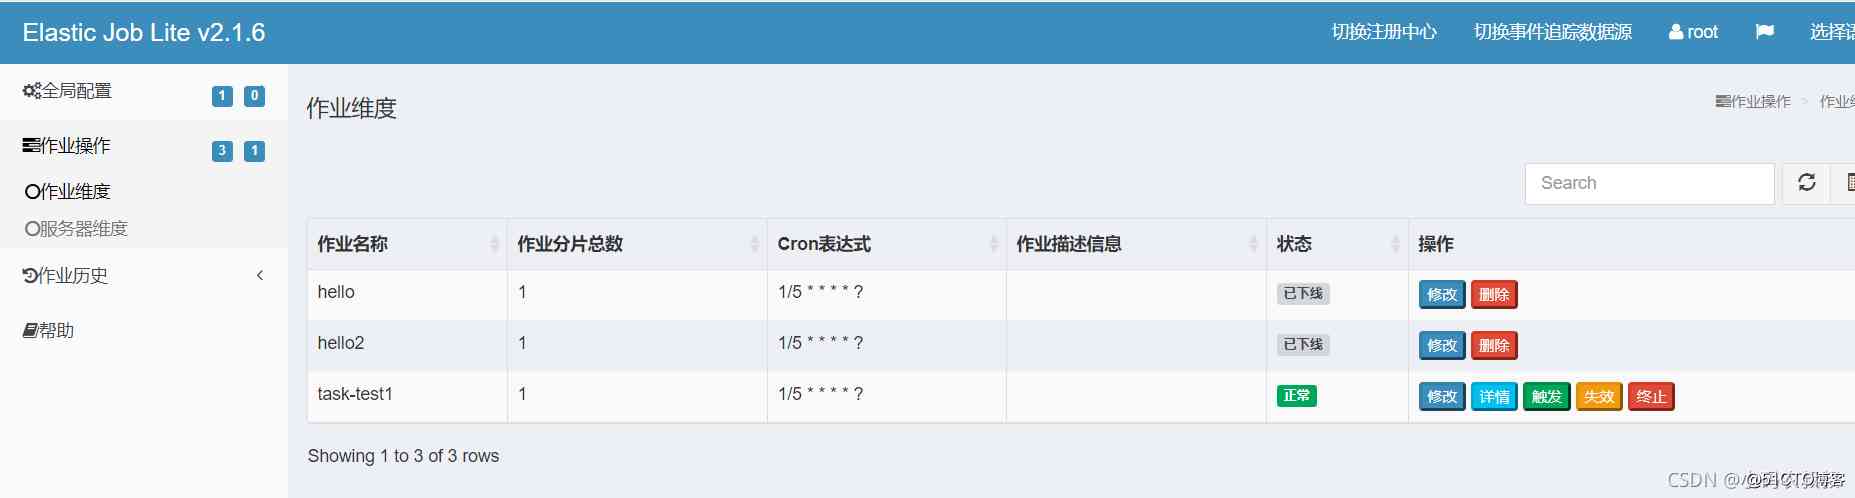 Elastic Job Lite v2.1.6 切换注册中心 切换事件追踪数据源 root 选择语
全局配置 1 0
作业操作 3 1
作业维度
服务器维度
作业历史
帮助
作业维度
作业操作 > 作业维
Search
作业名称 作业分片总数 Cron表达式 作业描述信息 状态 操作
hello 1 1/5 * * * * ? 已下线 修改 删除
hello2 1 1/5 * * * * ? 已下线 修改 删除
task-test1 1 1/5 * * * * ? 正常 修改 详情 触发 失效 终止
Showing 1 to 3 of 3 rows
CSDN @51CTO博客